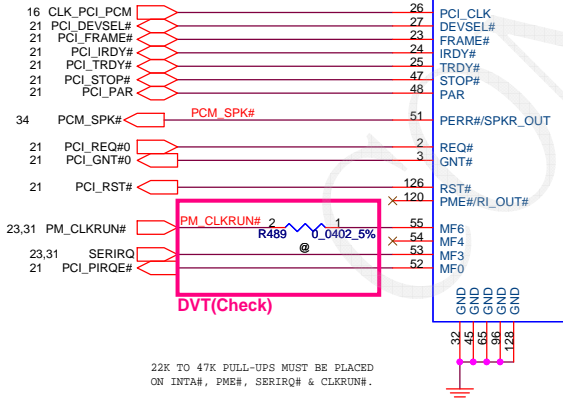 16 CLK_PCI_PCM 26 PCI_CLK
21 PCI_DEVSEL# 27 DEVSEL#
21 PCI_FRAME# 23 FRAME#
21 PCI_IRDY# 24 IRDY#
21 PCI_TRDY# 25 TRDY#
21 PCI_STOP# 47 STOP#
21 PCI_PAR 48 PAR
34 PCM_SPK# PCM_SPK# 51 PERR#/SPKR_OUT
21 PCI_REQ#0 2 REQ#
21 PCI_GNT#0 3 GNT#
21 PCI_RST# 126 RST#
120 PME#/RI_OUT#
23,31 PM_CLKRUN# PM_CLKRUN# 2 1 55 MF6
R489 0_0402_5% 54 MF4
@
23,31 SERIRQ 53 MF3
21 PCI_PIRQE# 52 MF0
DVT(Check)
GND GND GND GND GND
32 45 65 96 128
22K TO 47K PULL-UPS MUST BE PLACED
ON INTA#, PME#, SERIRQ# & CLKRUN#.